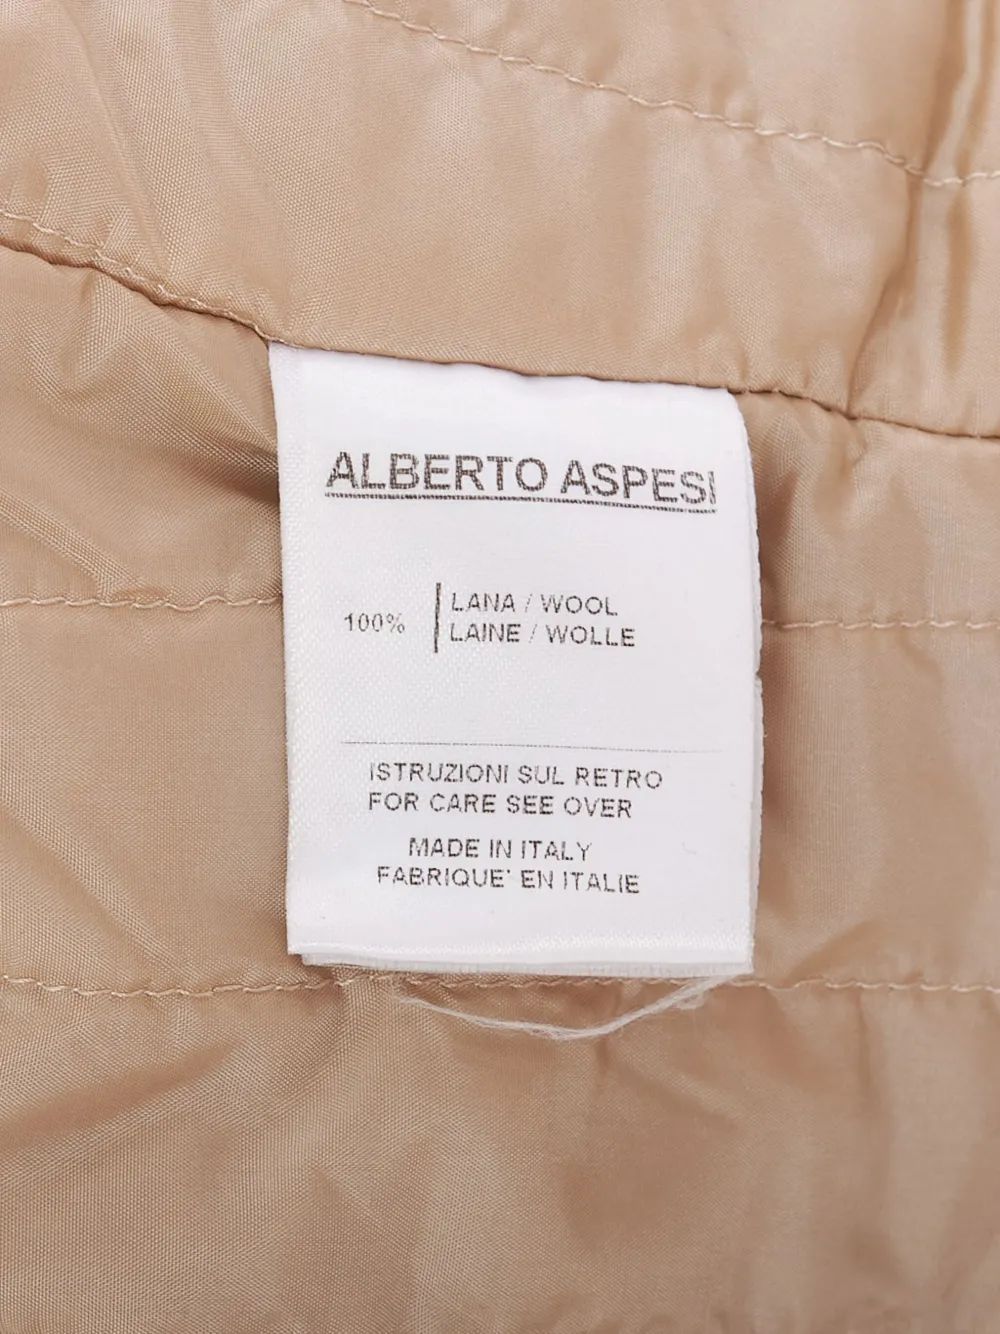 ALBERTO ASPESI
100%
LANA / WOOL
LAINE / WOLLE
ISTRUZIONI SUL RETRO
FOR CARE SEE OVER
MADE IN ITALY
FABRIQUE' EN ITALIE